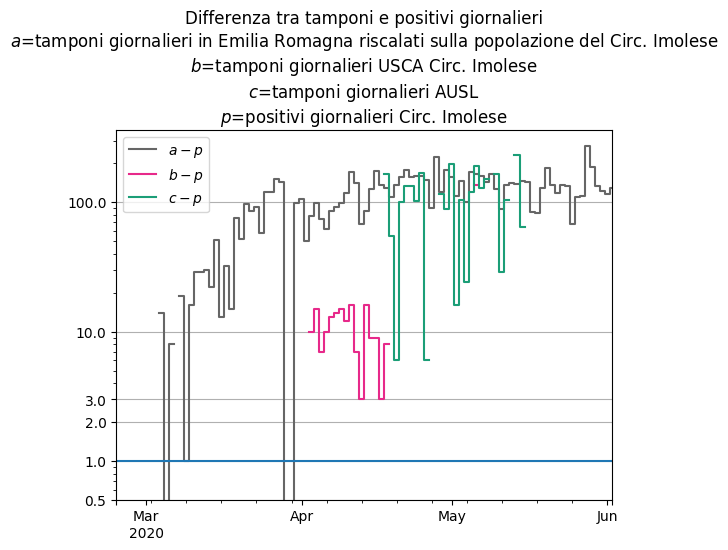 Differenza tra tamponi e positivi giornalieri
a=tamponi giornalieri in Emilia Romagna riscalati sulla popolazione del Circ. Imolese
b=tamponi giornalieri USCA Circ. Imolese
c=tamponi giornalieri AUSL
p=positivi giornalieri Circ. Imolese
a − p
b − p
c − p
100.0
10.0
3.0
2.0
1.0
0.5
Mar Apr May Jun
2020